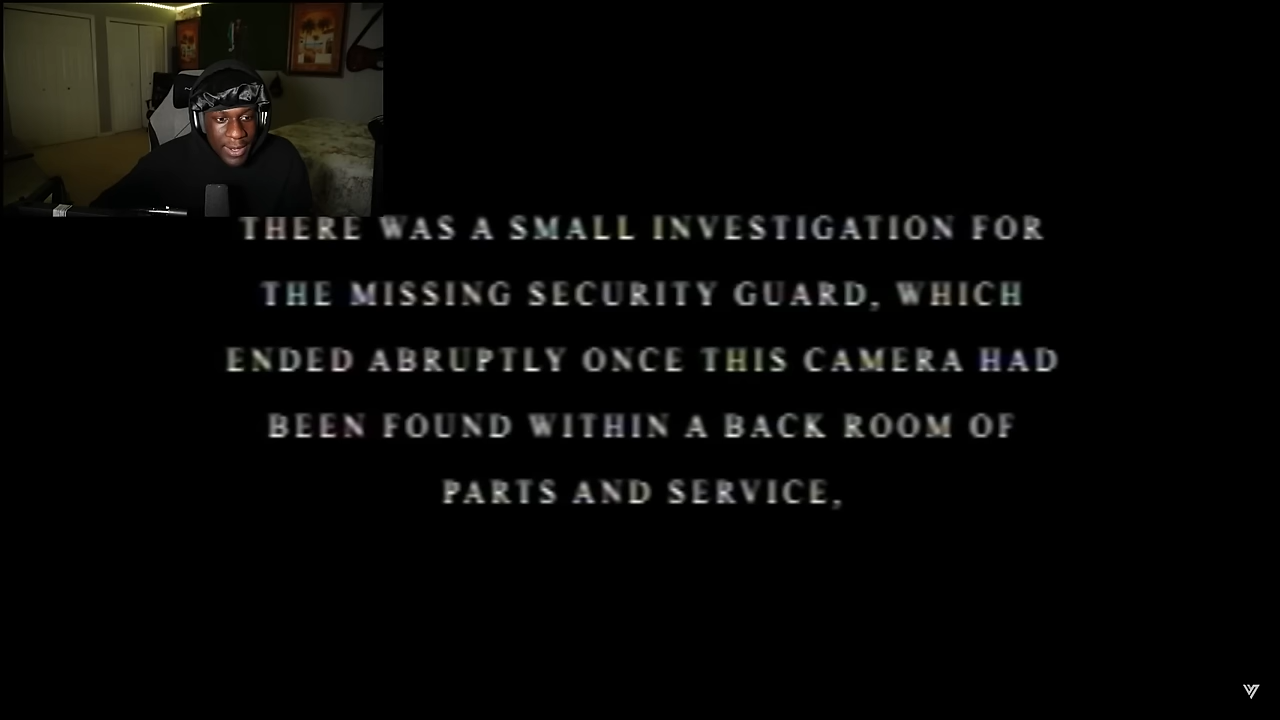 THERE WAS A SMALL INVESTIGATION FOR
THE MISSING SECURITY GUARD, WHICH
ENDED ABRUPTLY ONCE THIS CAMERA HAD
BEEN FOUND WITHIN A BACK ROOM OF
PARTS AND SERVICE,